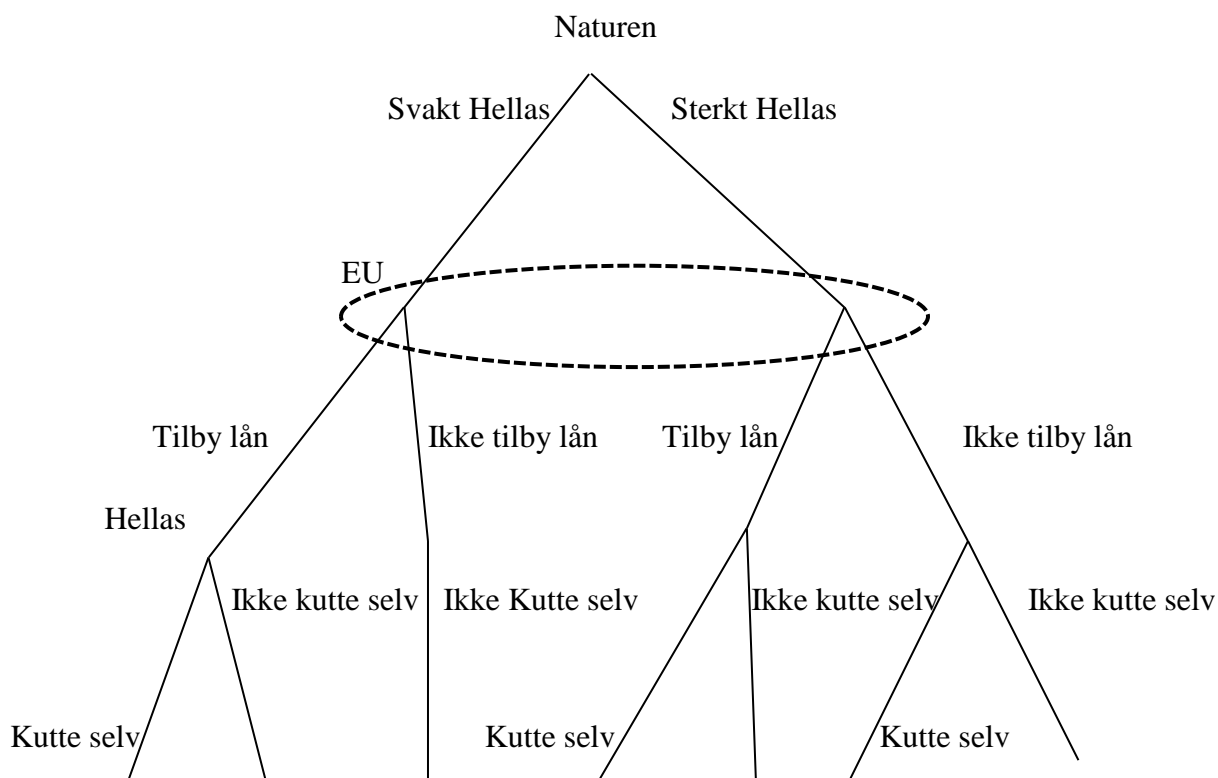 Naturen
Svakt Hellas Sterkt Hellas
EU
Tilby lån Ikke tilby lån Tilby lån Ikke tilby lån
Hellas
Ikke kutte selv Ikke Kutte selv Ikke kutte selv Ikke kutte selv
Kutte selv Kutte selv Kutte selv